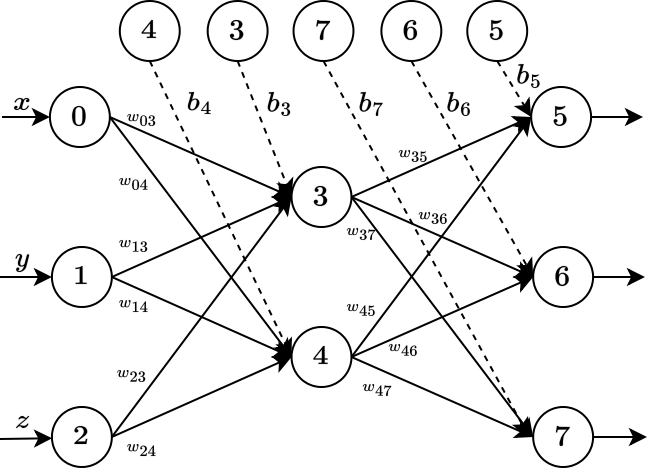 4 3 7 6 5
b₄ b₃ b₇ b₆ b₅
x 0 w₀₃ 5
w₀₄ w₃₅
3
w₁₃ w₃₇ w₃₆
y 1 6
w₁₄ w₄₅
4 w₄₆
w₂₃ w₄₇
z 2 7
w₂₄